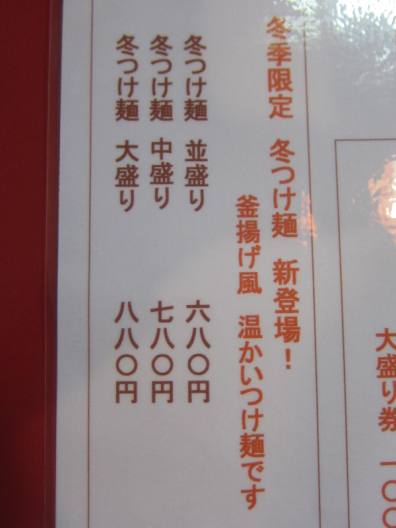 大盛り券 一〇〇
冬季限定 冬つけ麺 新登場！
釜揚げ風 温かいつけ麺です
冬つけ麺 並盛り 六八〇円
冬つけ麺 中盛り 七八〇円
冬つけ麺 大盛り 八八〇円